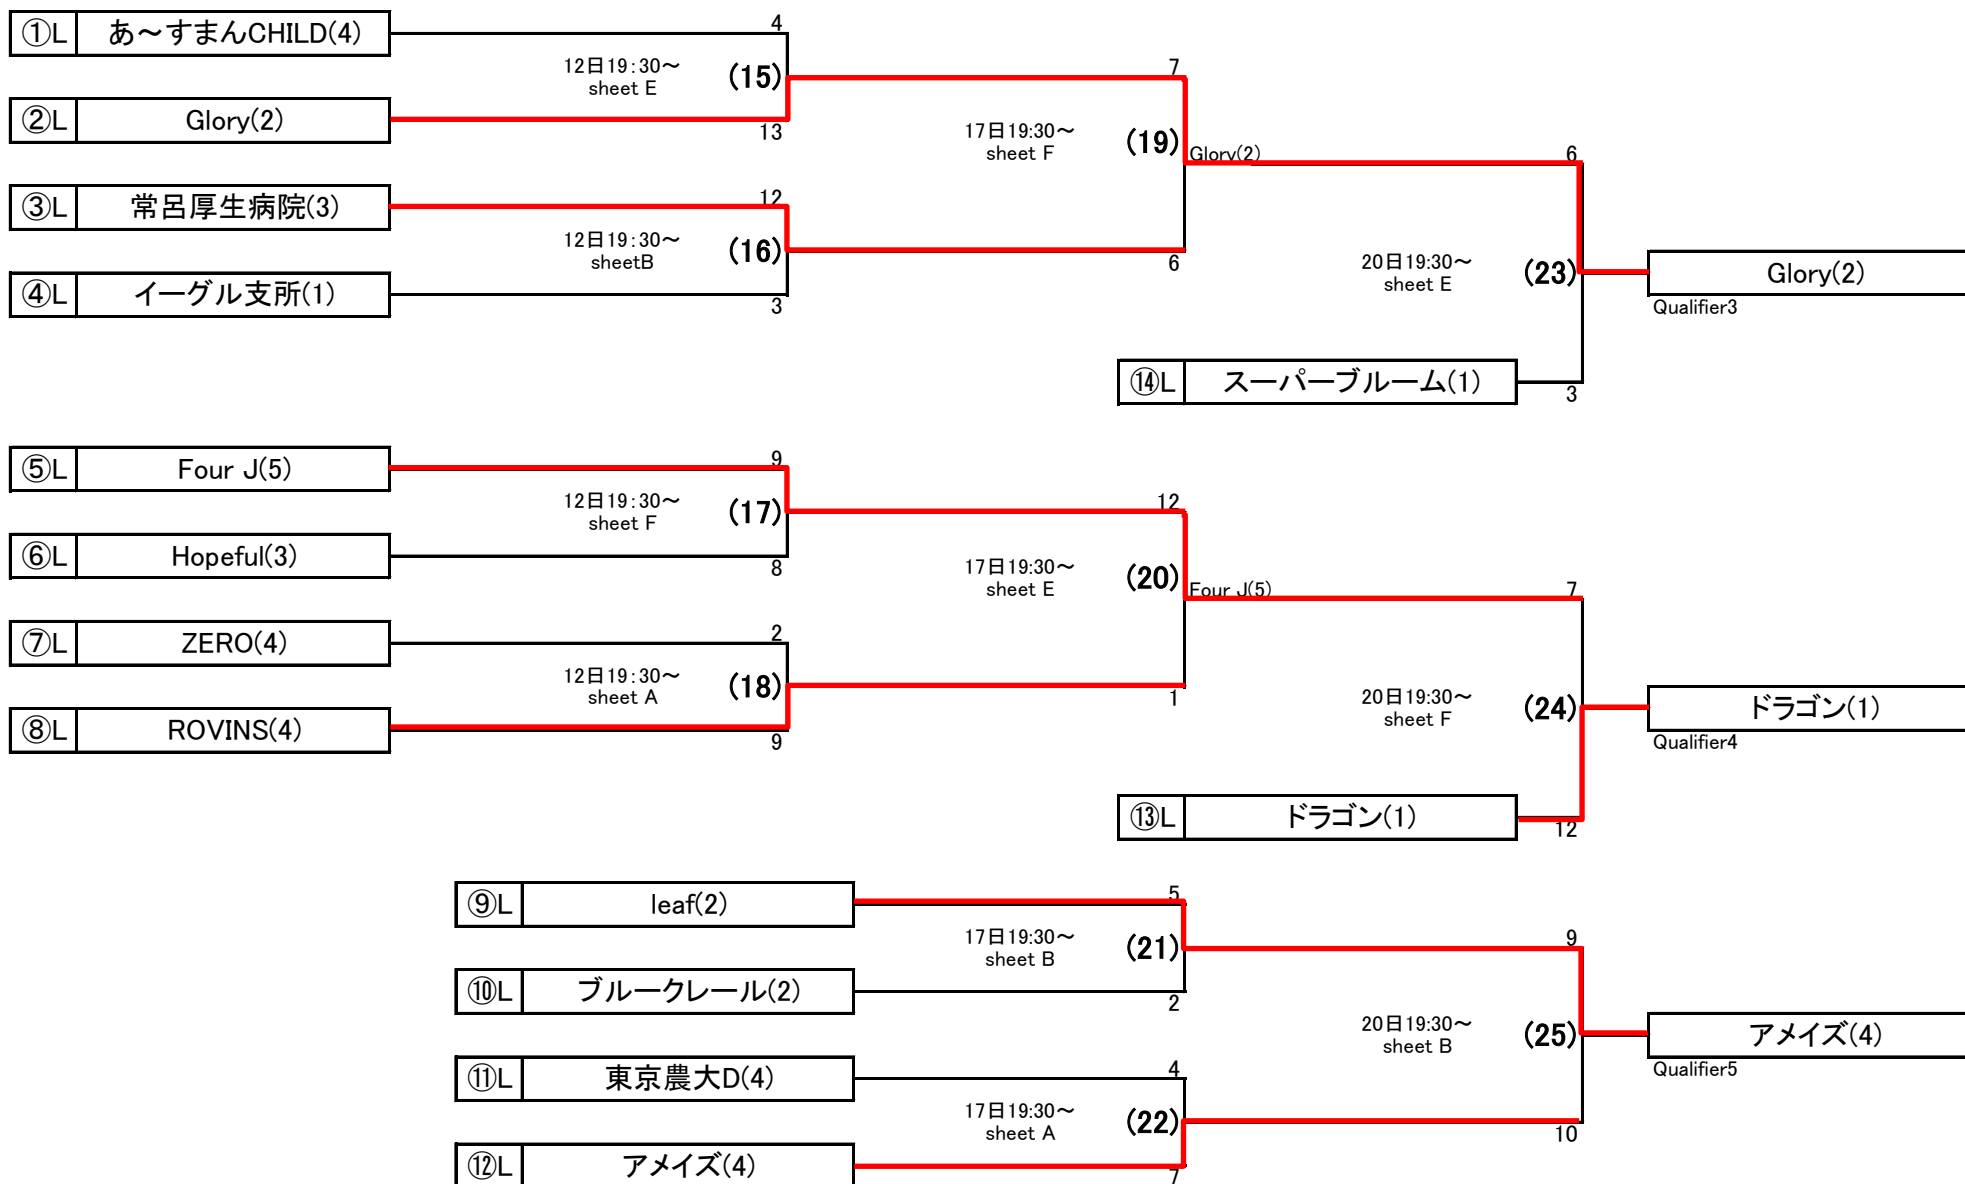 ①L あ～すまんCHILD(4) 4
12日19:30～ (15) 7
sheet E
②L Glory(2) 13
17日19:30～ (19) Glory(2) 6
sheet F
③L 常呂厚生病院(3) 12
12日19:30～ (16) 6
sheetB
20日19:30～ (23) Glory(2)
sheet E
④L イーグル支所(1) 3
Qualifier3
⑭L スーパーブルーム(1) 3
⑤L Four J(5) 9
12日19:30～ (17) 12
sheet F
⑥L Hopeful(3) 8
17日19:30～ (20) Four J(5) 7
sheet E
⑦L ZERO(4) 2
12日19:30～ (18) 1
sheet A
20日19:30～ (24) ドラゴン(1)
sheet F
⑧L ROVINS(4) 9
Qualifier4
⑬L ドラゴン(1) 12
⑨L leaf(2) 5
17日19:30～ (21) 9
sheet B
⑩L ブルークレール(2) 2
20日19:30～ (25) アメイズ(4)
sheet B
⑪L 東京農大D(4) 4
Qualifier5
17日19:30～ (22) 10
sheet A
⑫L アメイズ(4) 7